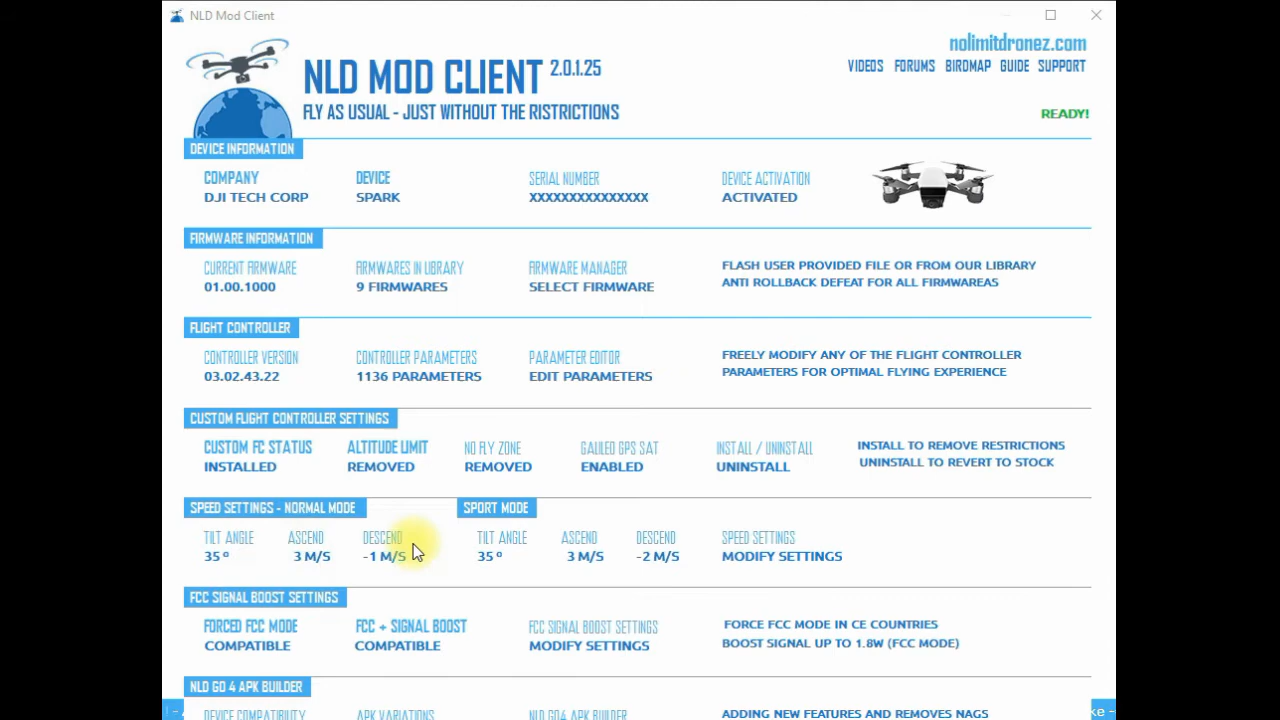 NLD Mod Client
nolimitdronez.com
NLD MOD CLIENT 2.0.1.25
VIDEOS FORUMS BIRDMAP GUIDE SUPPORT
FLY AS USUAL - JUST WITHOUT THE RISTRICTIONS
READY!
DEVICE INFORMATION
COMPANY DEVICE SERIAL NUMBER DEVICE ACTIVATION
DJI TECH CORP SPARK XXXXXXXXXXXXXXX ACTIVATED
FIRMWARE INFORMATION
CURRENT FIRMWARE FIRMWARES IN LIBRARY FIRMWARE MANAGER FLASH USER PROVIDED FILE OR FROM OUR LIBRARY
01.00.1000 9 FIRMWARES SELECT FIRMWARE ANTI ROLLBACK DEFEAT FOR ALL FIRMWAREAS
FLIGHT CONTROLLER
CONTROLLER VERSION CONTROLLER PARAMETERS PARAMETER EDITOR FREELY MODIFY ANY OF THE FLIGHT CONTROLLER
03.02.43.22 1136 PARAMETERS EDIT PARAMETERS PARAMETERS FOR OPTIMAL FLYING EXPERIENCE
CUSTOM FLIGHT CONTROLLER SETTINGS
CUSTOM FC STATUS ALTITUDE LIMIT NO FLY ZONE GALILEO GPS SAT INSTALL / UNINSTALL INSTALL TO REMOVE RESTRICTIONS
INSTALLED REMOVED REMOVED ENABLED UNINSTALL UNINSTALL TO REVERT TO STOCK
SPEED SETTINGS - NORMAL MODE SPORT MODE
TILT ANGLE ASCEND DESCEND TILT ANGLE ASCEND DESCEND SPEED SETTINGS
35 º 3 M/S -1 M/S 35 º 3 M/S -2 M/S MODIFY SETTINGS
FCC SIGNAL BOOST SETTINGS
FORCED FCC MODE FCC + SIGNAL BOOST FCC SIGNAL BOOST SETTINGS FORCE FCC MODE IN CE COUNTRIES
COMPATIBLE COMPATIBLE MODIFY SETTINGS BOOST SIGNAL UP TO 1.8W (FCC MODE)
NLD GO 4 APK BUILDER
DEVICE COMPATIBILITY APK VARIATIONS NLD GO 4 APK BUILDER ADDING NEW FEATURES AND REMOVES NAGS